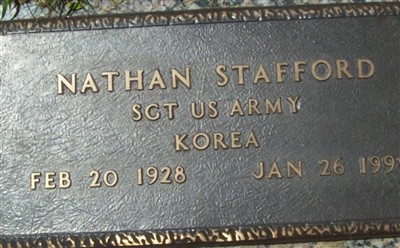 NATHAN STAFFORD
SGT US ARMY
KOREA
FEB 20 1928 JAN 26